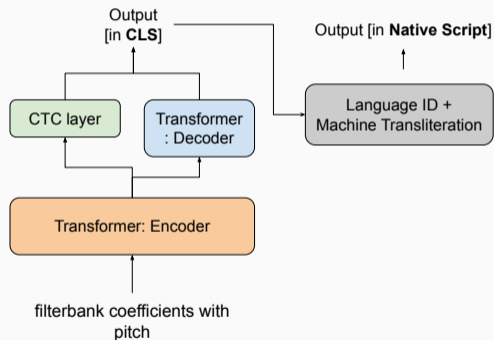 Output
[in CLS]
Output [in Native Script]
CTC layer
Transformer
: Decoder
Language ID +
Machine Transliteration
Transformer: Encoder
filterbank coefficients with
pitch